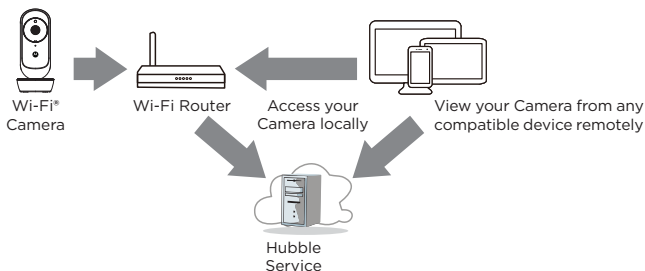 Wi-Fi®
Camera
Wi-Fi Router
Access your
Camera locally
View your Camera from any
compatible device remotely
Hubble
Service